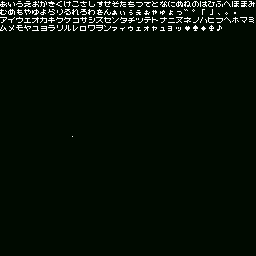 あいうえおかきくけこさしすせそたちつてとなにぬねのはひふへほまみ
むめもやゆよらりるれろわをんぁぃぅぇぉゃゅょっ゛゜「」、。・
アイウエオカキクケコサシスセソタチツテトナニヌネノハヒフヘホマミ
ムメモヤユヨラリルレロワヲンァィゥェォャュョッ♥♠♦♣♪